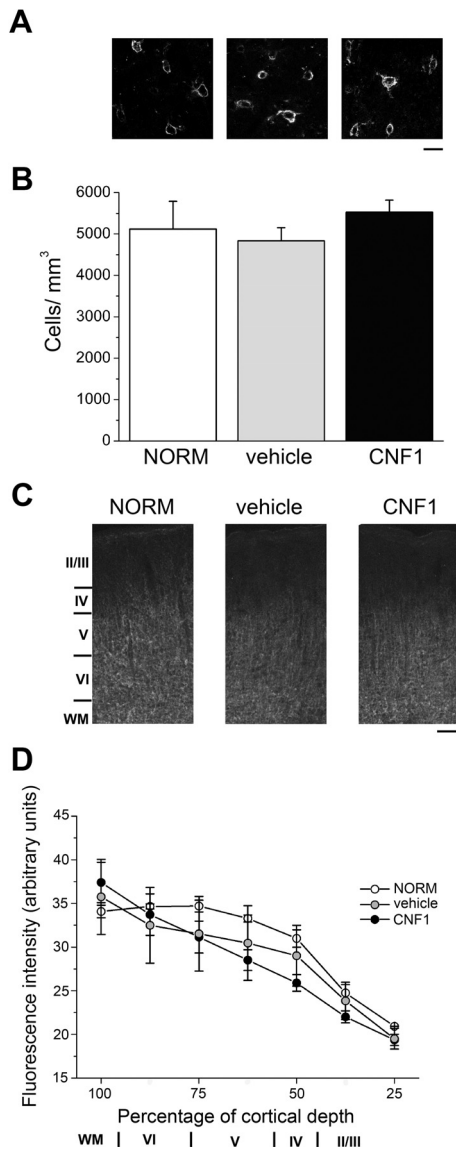 A
B
6000
5000
4000
3000
2000
1000
0
Cells/ mm³
NORM vehicle CNF1
C
NORM vehicle CNF1
II/III
IV
V
VI
WM
D
45
40
35
30
25
20
15
Fluorescence intensity (arbitrary units)
NORM
vehicle
CNF1
100 75 50 25
Percentage of cortical depth
WM | VI | V | IV | II/III